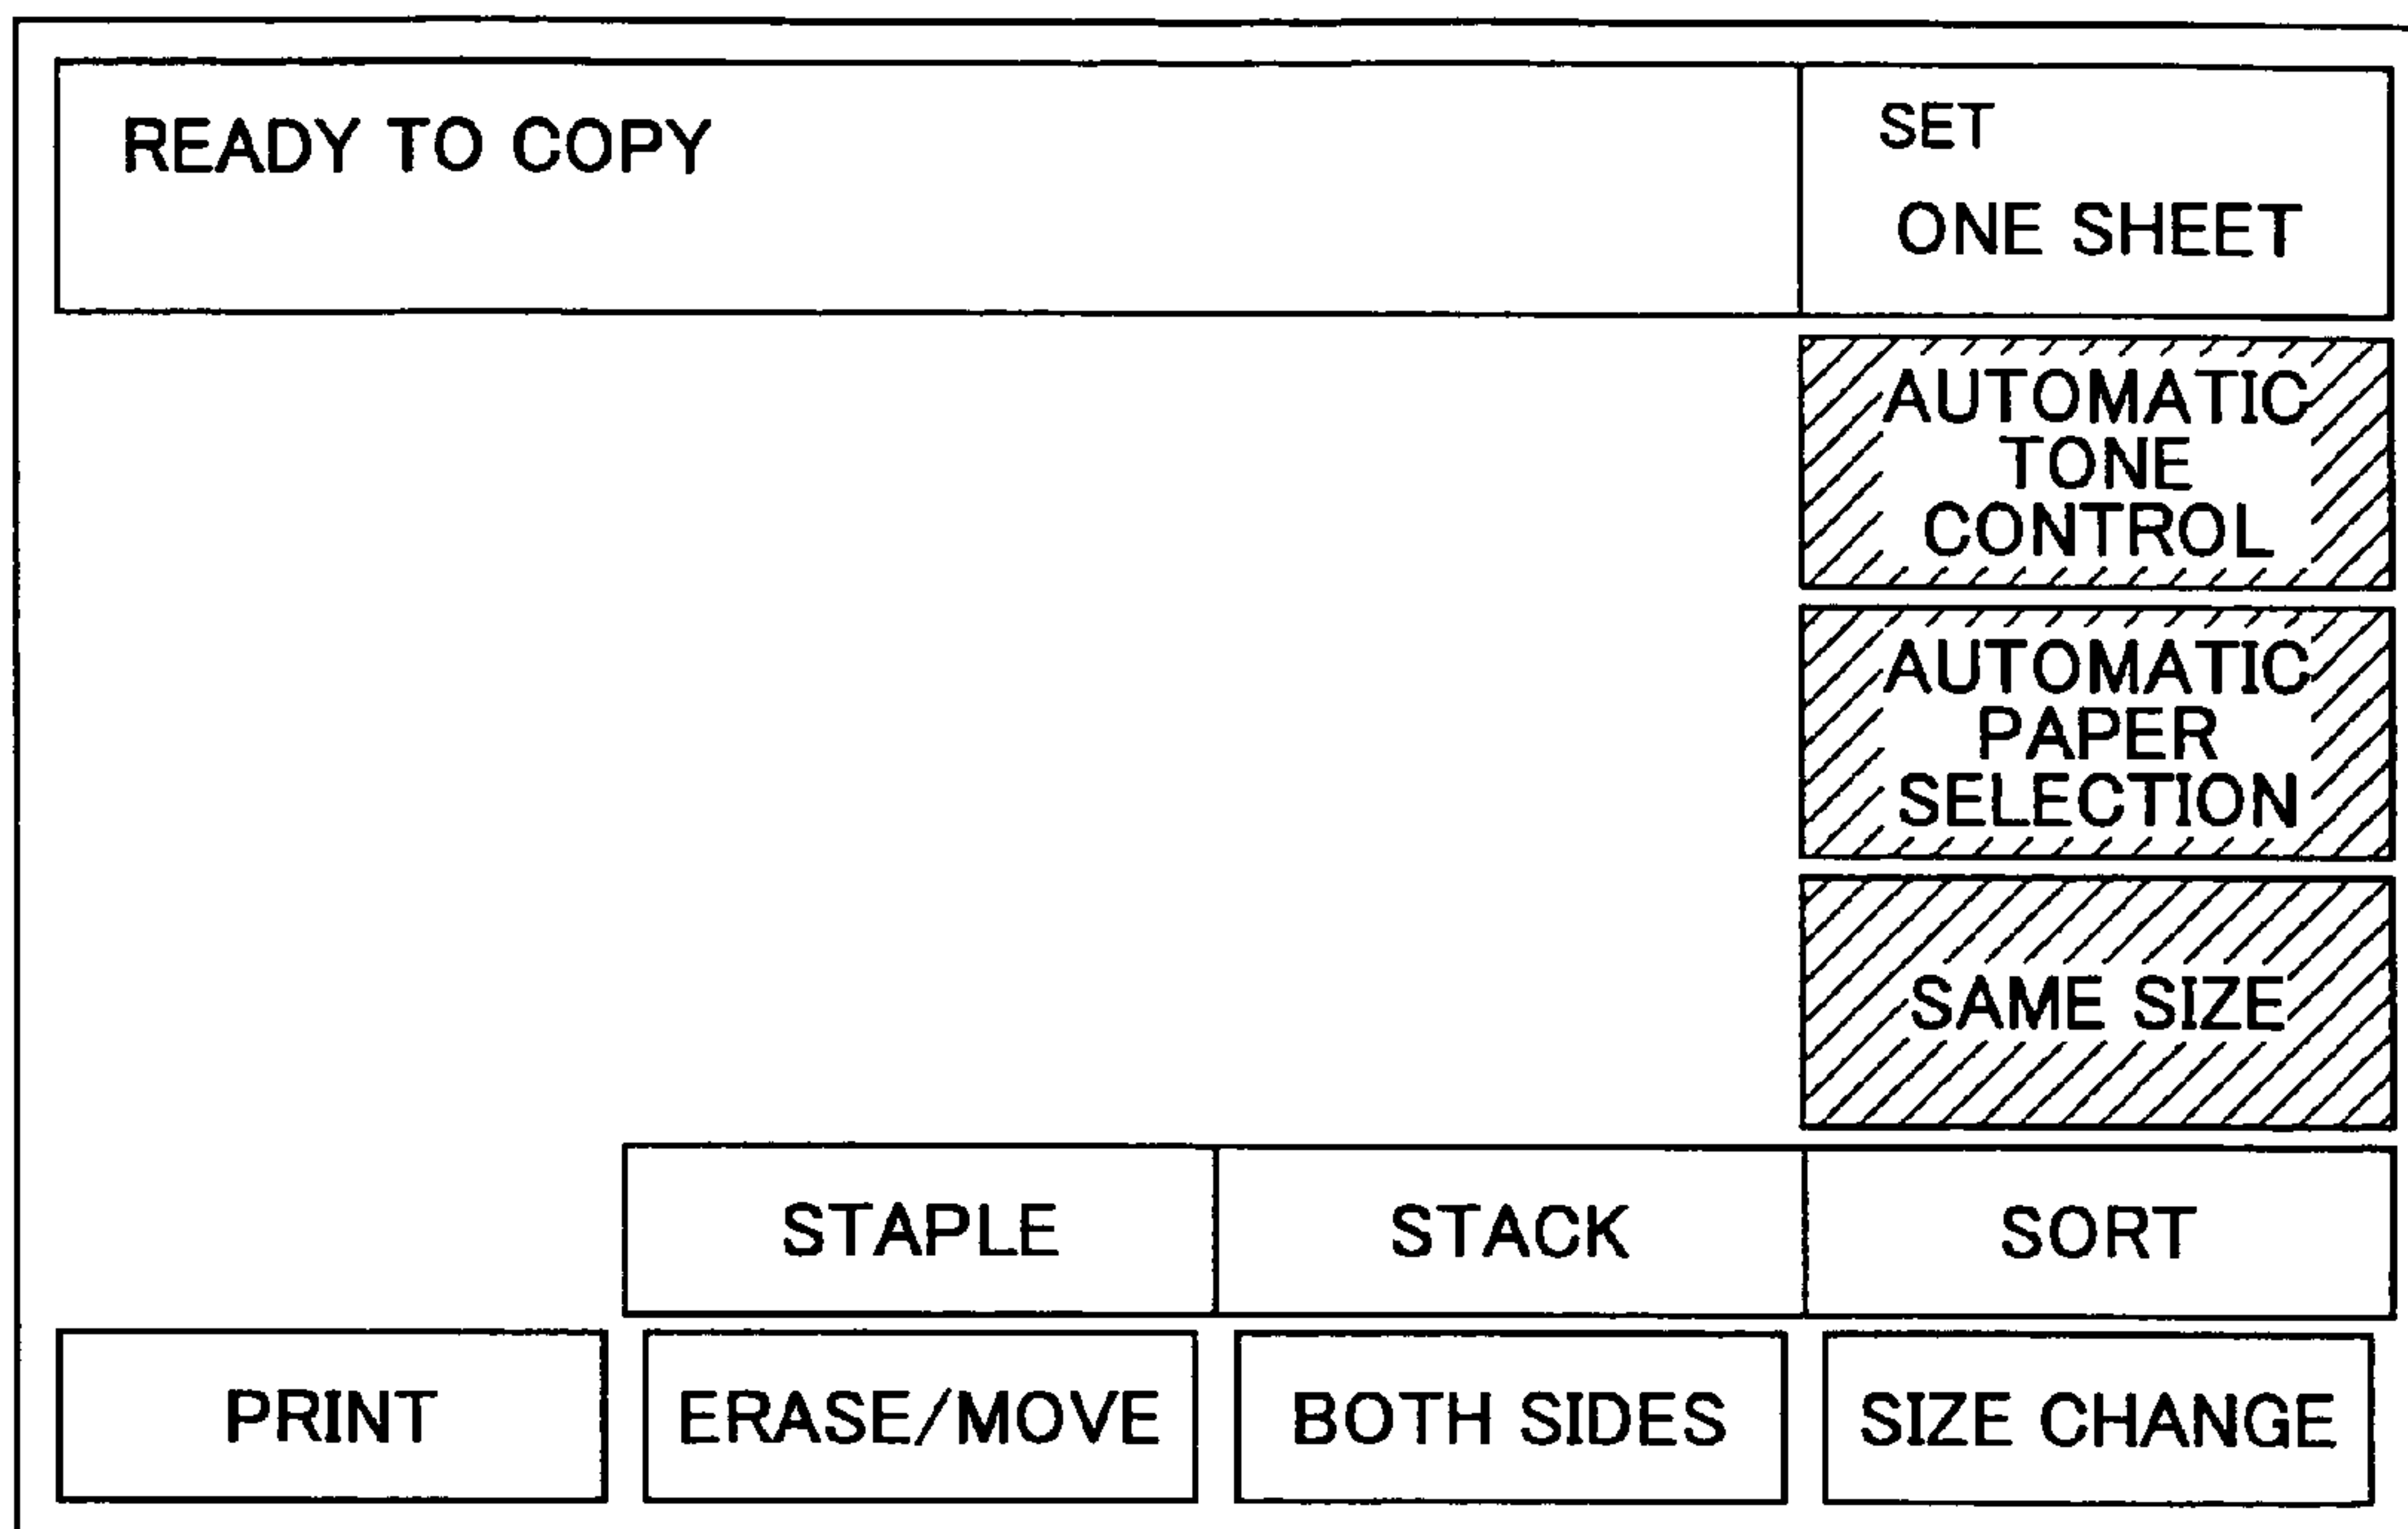 READY TO COPY
SET
ONE SHEET
AUTOMATIC
TONE
CONTROL
AUTOMATIC
PAPER
SELECTION
SAME SIZE
STAPLE
STACK
SORT
PRINT
ERASE/MOVE
BOTH SIDES
SIZE CHANGE